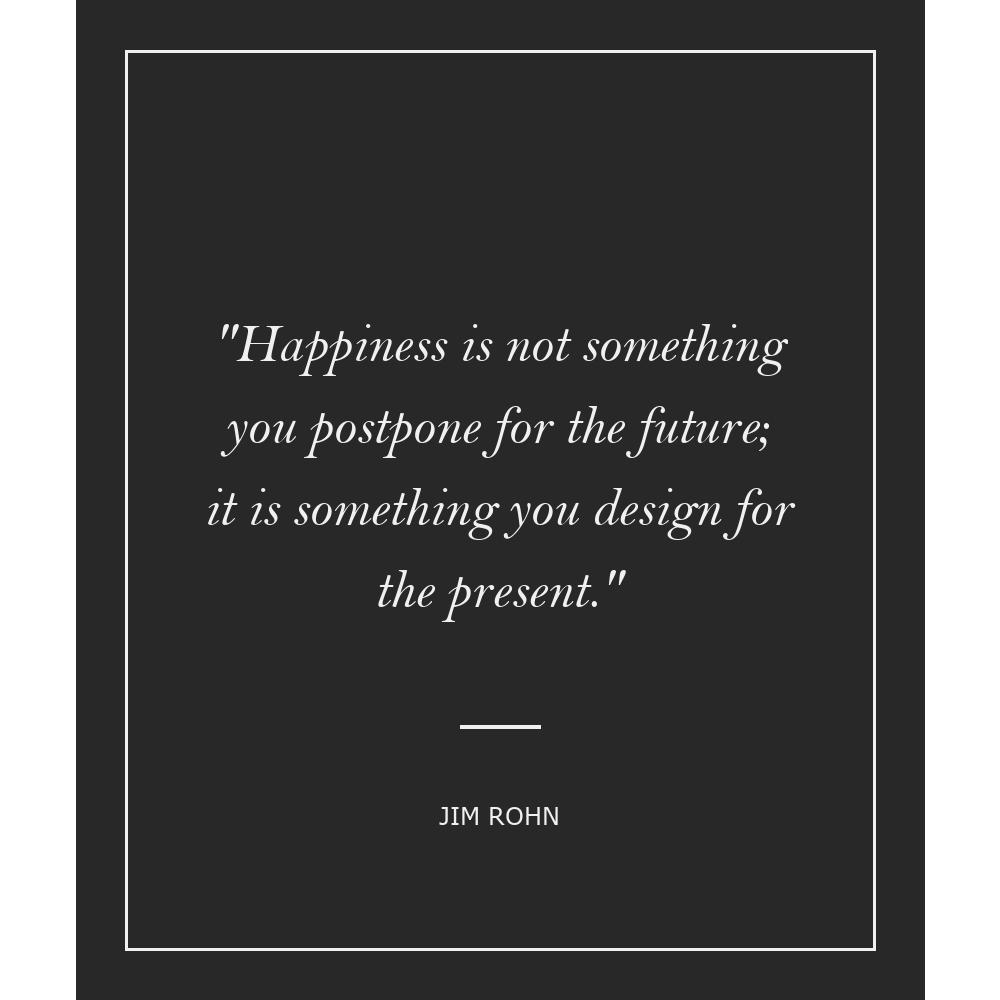 "Happiness is not something
you postpone for the future;
it is something you design for
the present."
JIM ROHN